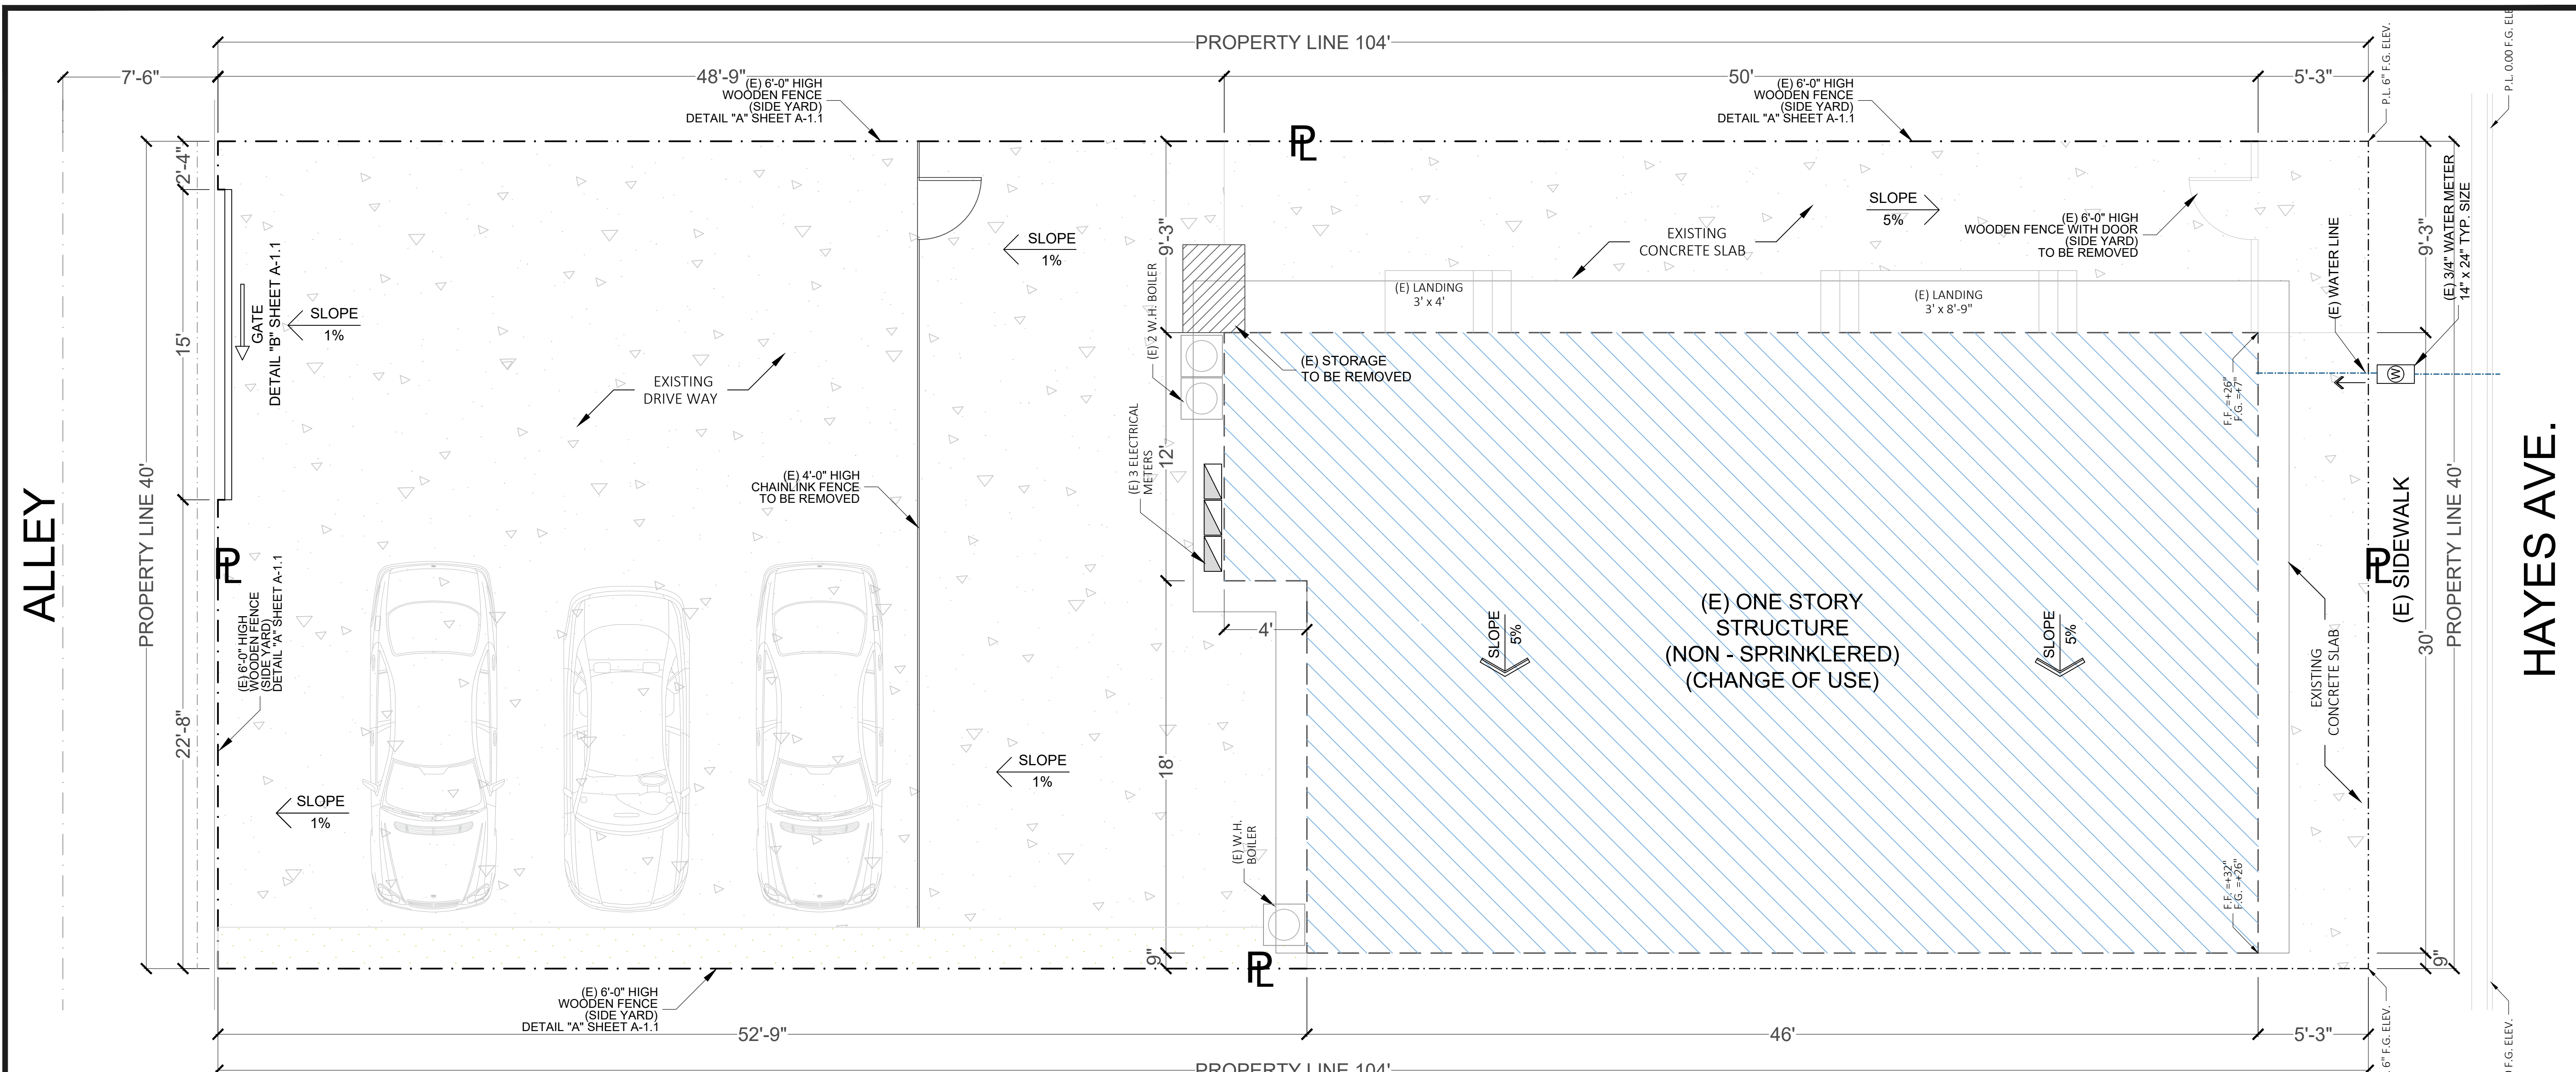 PROPERTY LINE 104'
7'-6"
48'-9"
50'
5'-3"
P.L. 6" F.G. ELEV.
P.L. 0.00 F.G.
(E) 6'-0" HIGH
WOODEN FENCE
(SIDE YARD)
DETAIL "A" SHEET A-1.1
(E) 6'-0" HIGH
WOODEN FENCE
(SIDE YARD)
DETAIL "A" SHEET A-1.1
PL
2'-4"
15'
22'-8"
PROPERTY LINE 40'
ALLEY
GATE
DETAIL "B" SHEET A-1.1
SLOPE
1%
SLOPE
1%
EXISTING
DRIVE WAY
(E) 4'-0" HIGH
CHAINLINK FENCE
TO BE REMOVED
PL
(E) 6'-0" HIGH
WOODEN FENCE
(SIDE YARD)
DETAIL "A" SHEET A-1.1
SLOPE
1%
SLOPE
1%
9'-3"
12'
18'
9"
(E) 2 W.H. BOILER
(E) 3 ELECTRICAL
METERS
(E) STORAGE
TO BE REMOVED
4'
(E) W.H.
BOILER
(E) LANDING
3' x 4'
EXISTING
CONCRETE SLAB
SLOPE
5%
(E) LANDING
3' x 8'-9"
(E) 6'-0" HIGH
WOODEN FENCE WITH DOOR
(SIDE YARD)
TO BE REMOVED
F.F. =+26"
F.G. =+7"
(E) WATER LINE
W
(E) 3/4" WATER METER
14" x 24" TYP. SIZE
9'-3"
SLOPE
5%
(E) ONE STORY
STRUCTURE
(NON - SPRINKLERED)
(CHANGE OF USE)
SLOPE
5%
F.F. =+32"
F.G. =+26"
EXISTING
CONCRETE SLAB
PL
(E) SIDEWALK
30'
PROPERTY LINE 40'
HAYES AVE.
9"
PL
(E) 6'-0" HIGH
WOODEN FENCE
(SIDE YARD)
DETAIL "A" SHEET A-1.1
52'-9"
46'
5'-3"
6" F.G. ELEV.
F.G. ELEV.
PROPERTY LINE 104'